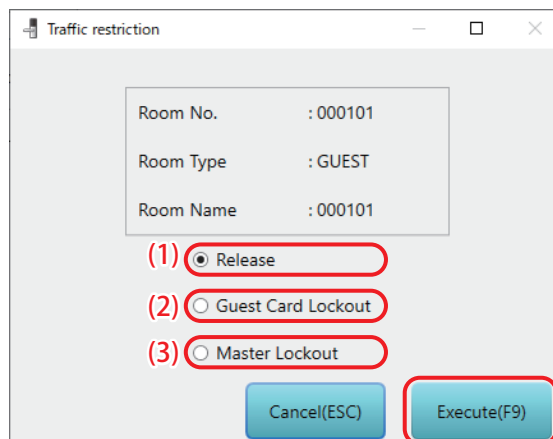 Traffic restriction
Room No. : 000101
Room Type : GUEST
Room Name : 000101
(1) Release
(2) Guest Card Lockout
(3) Master Lockout
Cancel(ESC) Execute(F9)